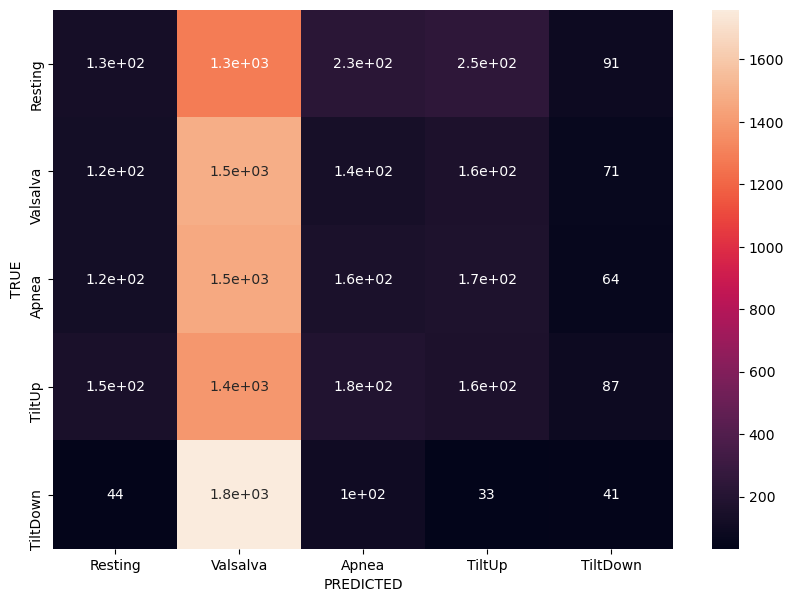 Resting 1.3e+02 1.3e+03 2.3e+02 2.5e+02 91
Valsalva 1.2e+02 1.5e+03 1.4e+02 1.6e+02 71
Apnea 1.2e+02 1.5e+03 1.6e+02 1.7e+02 64
TiltUp 1.5e+02 1.4e+03 1.8e+02 1.6e+02 87
TiltDown 44 1.8e+03 1e+02 33 41
TRUE
Resting Valsalva Apnea TiltUp TiltDown
PREDICTED
1600
1400
1200
1000
800
600
400
200